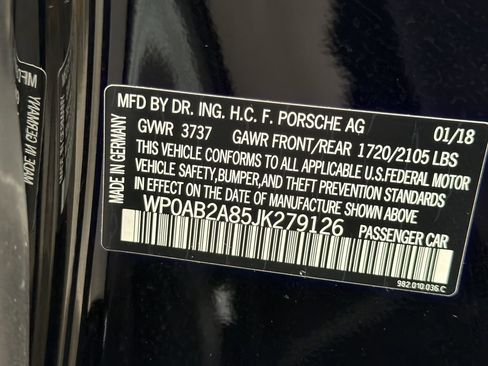 MFD BY DR. ING. H.C. F. PORSCHE AG 01/18
GVWR 3737 GAWR FRONT/REAR 1720/2105 LBS
THIS VEHICLE CONFORMS TO ALL APPLICABLE U.S. FEDERAL MOTOR
VEHICLE SAFETY, BUMPER, AND THEFT PREVENTION STANDARDS
IN EFFECT ON THE DATE OF MANUFACTURE SHOWN ABOVE
WP0AB2A85JK279126 PASSENGER CAR
MADE IN GERMANY
982.010.036.C